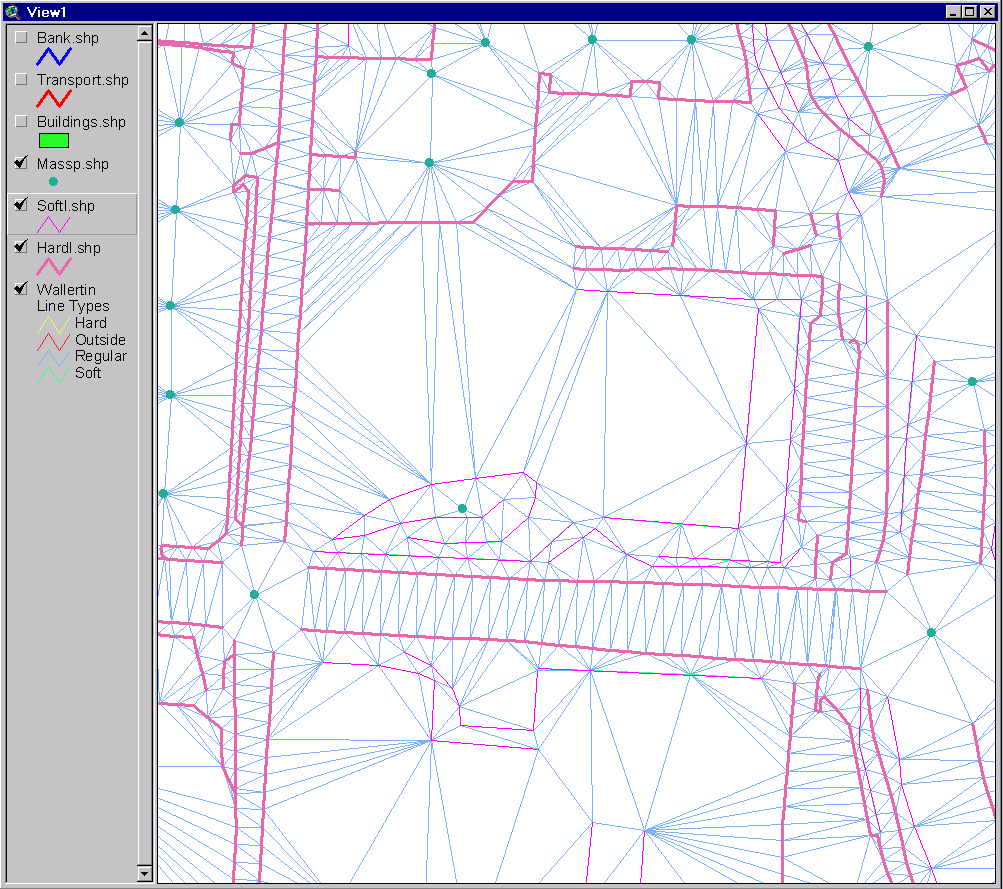 View1
Bank.shp
Transport.shp
Buildings.shp
Massp.shp
Softl.shp
Hardl.shp
Wallertin
Line Types
Hard
Outside
Regular
Soft